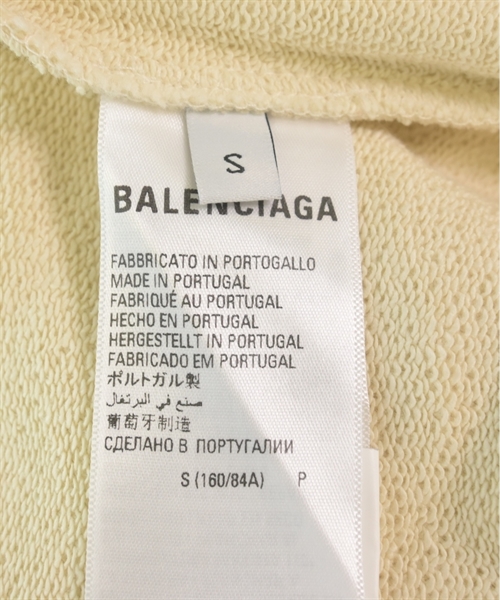 S
BALENCIAGA
FABBRICATO IN PORTOGALLO
MADE IN PORTUGAL
FABRIQUÉ AU PORTUGAL
HECHO EN PORTUGAL
HERGESTELLT IN PORTUGAL
FABRICADO EM PORTUGAL
ポルトガル製
صنع في البرتغال
葡萄牙制造
СДЕЛАНО В ПОРТУГАЛИИ
S (160/84A) P